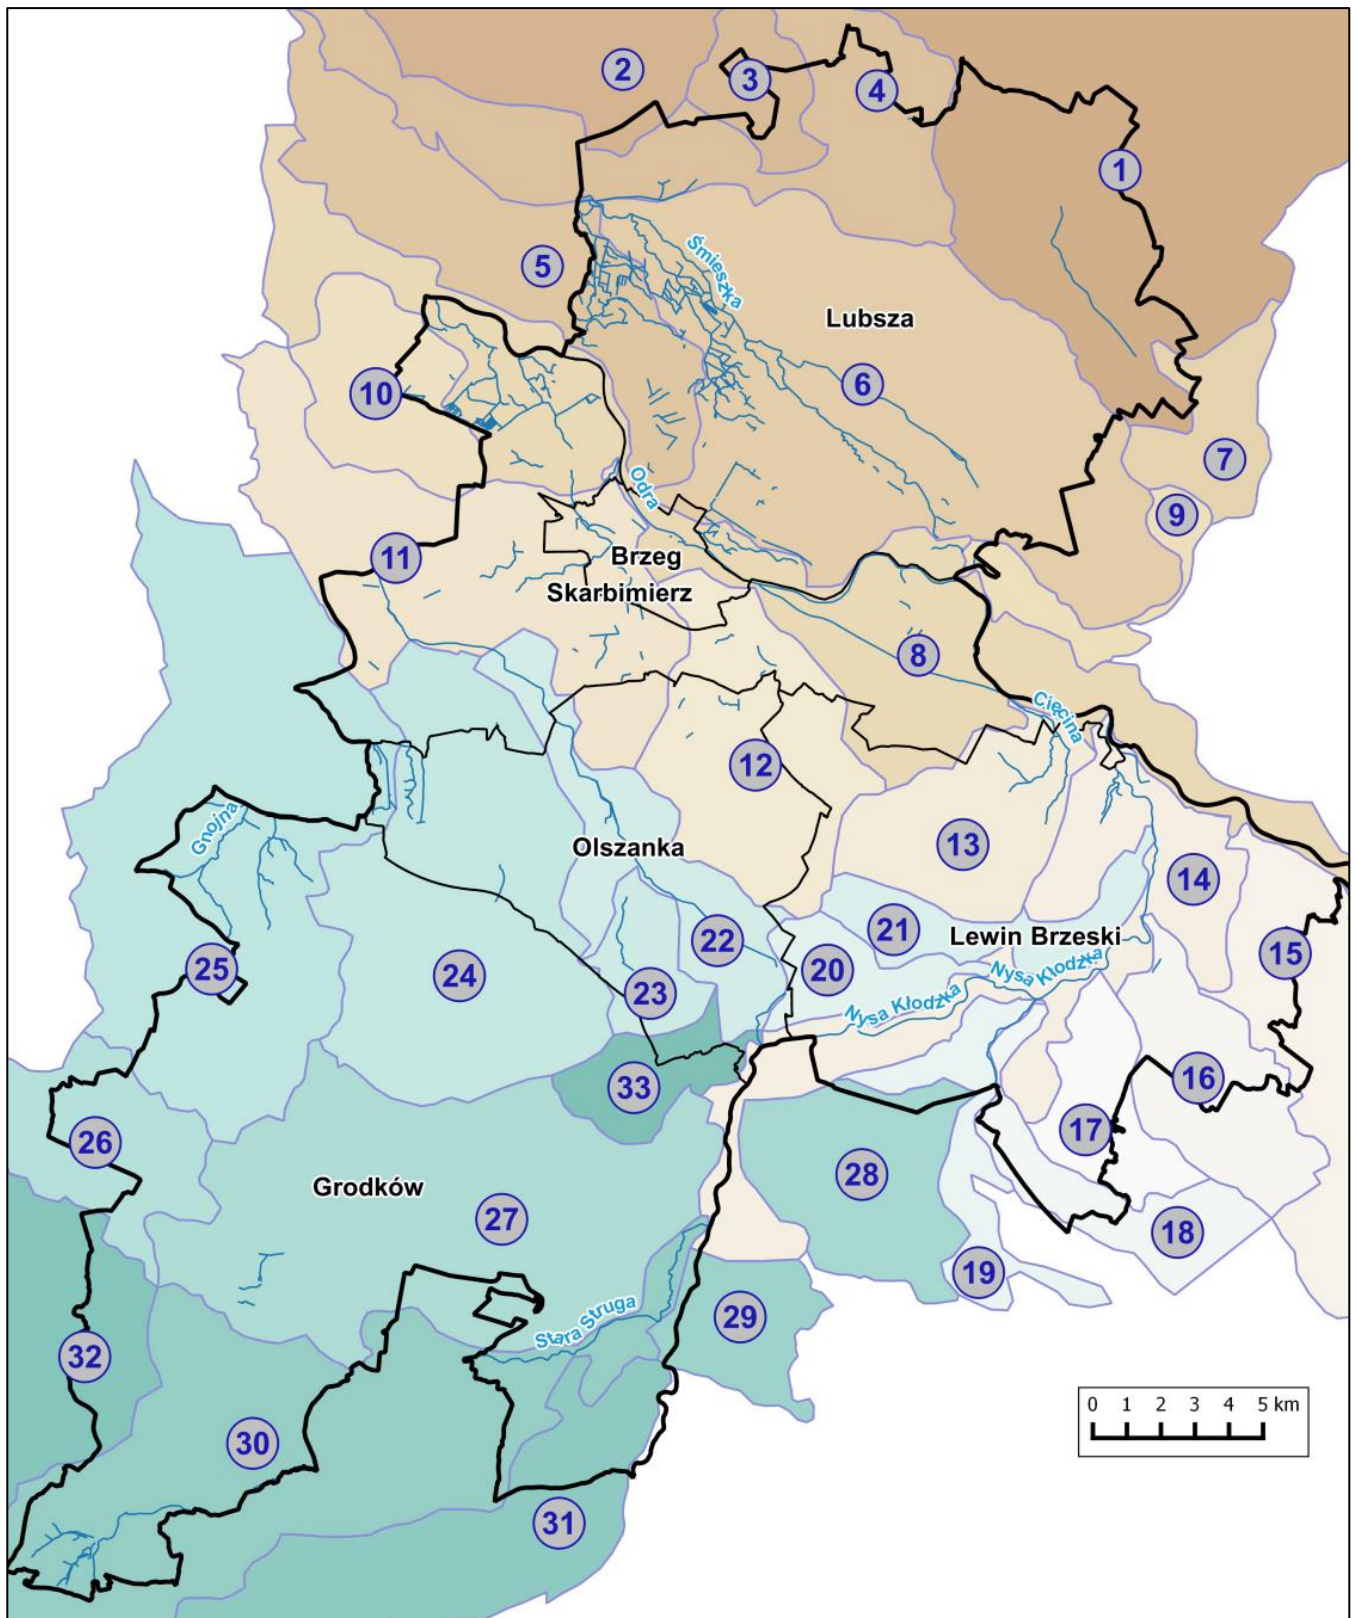 2
3
4
1
5
Śmieszka
Lubsza
6
10
7
Odra
9
11
Brzeg
Skarbimierz
8
Cięcina
12
Gnojna
Olszanka
13
14
22
21
Lewin Brzeski
15
25
24
20
Nysa Kłodzka
23
Nysa Kłodzka
33
16
26
17
Grodków
28
27
18
19
Stara Struga
29
32
0 1 2 3 4 5 km
30
31